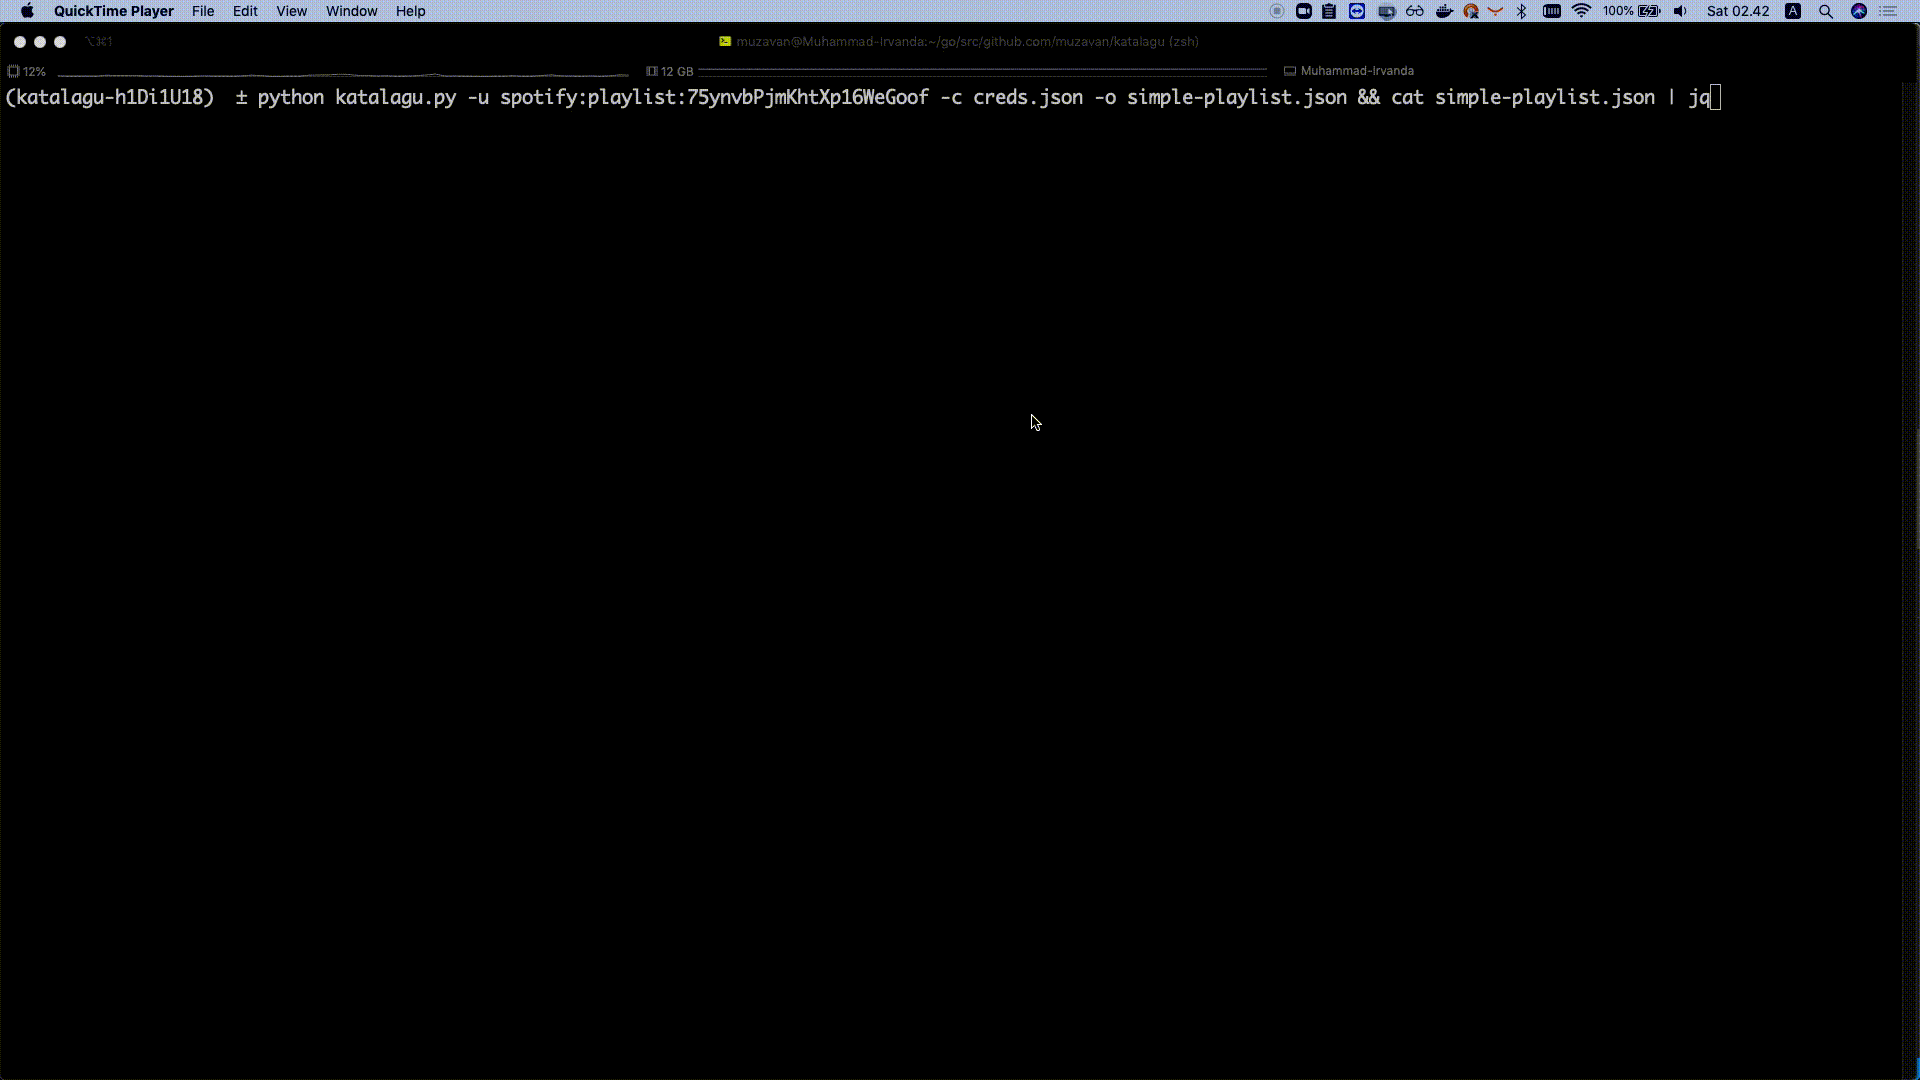 QuickTime Player File Edit View Window Help 100% Sat 02.42 A
⌥⌘1 muzavan@Muhammad-Irvanda:~/go/src/github.com/muzavan/katalagu (zsh)
12% 12 GB Muhammad-Irvanda
(katalagu-h1Di1U18) ± python katalagu.py -u spotify:playlist:75ynvbPjmKhtXp16WeGoof -c creds.json -o simple-playlist.json && cat simple-playlist.json | jq